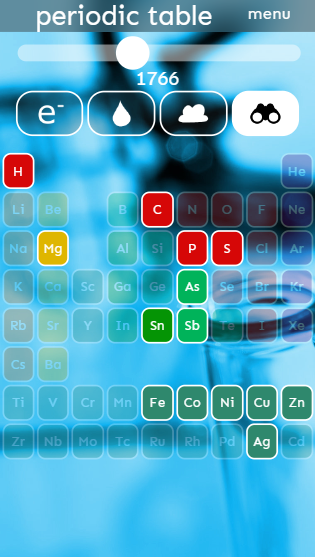 periodic table menu
1766
e-
H He
Li Be B C N O F Ne
Na Mg Al Si P S Cl Ar
K Ca Sc Ga Ge As Se Br Kr
Rb Sr Y In Sn Sb Te I Xe
Cs Ba
Ti V Cr Mn Fe Co Ni Cu Zn
Zr Nb Mo Tc Ru Rh Pd Ag Cd